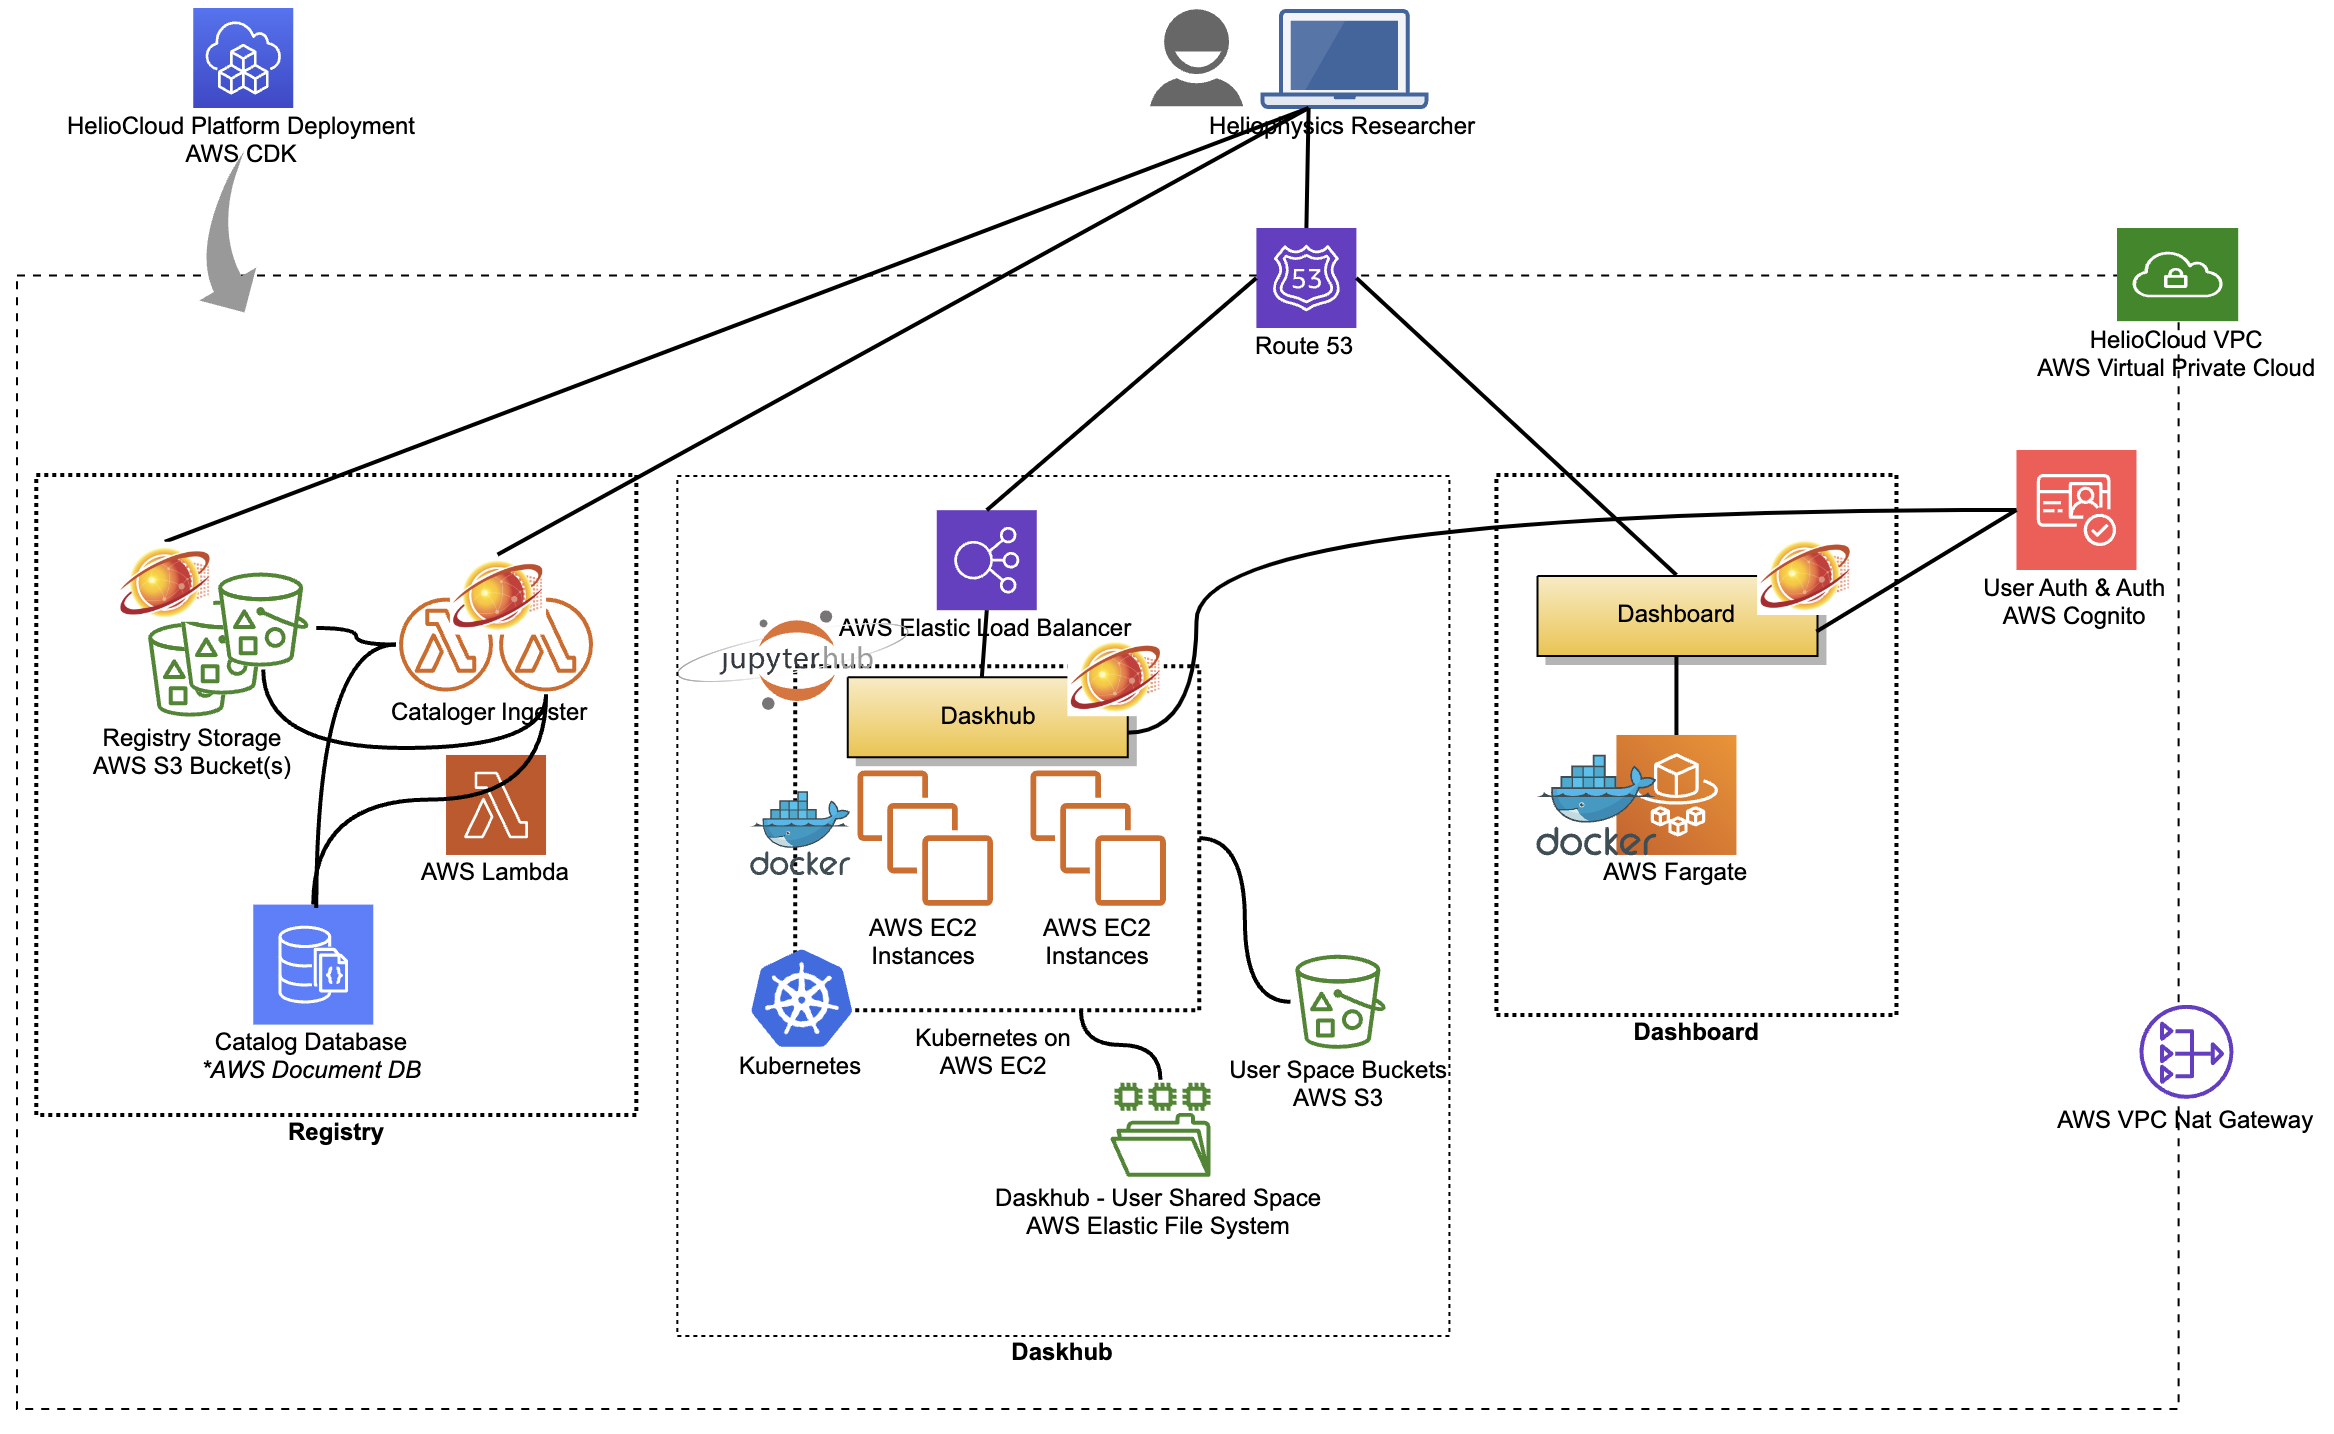 HelioCloud Platform Deployment
AWS CDK
Heliophysics Researcher
53
Route 53
HelioCloud VPC
AWS Virtual Private Cloud
User Auth & Auth
AWS Cognito
Registry Storage
AWS S3 Bucket(s)
Cataloger Ingester
AWS Lambda
Catalog Database
*AWS Document DB
Registry
AWS Elastic Load Balancer
jupyterhub
Daskhub
docker
AWS EC2
Instances
AWS EC2
Instances
Kubernetes
Kubernetes on
AWS EC2
User Space Buckets
AWS S3
Daskhub - User Shared Space
AWS Elastic File System
Daskhub
Dashboard
docker
AWS Fargate
Dashboard
AWS VPC Nat Gateway